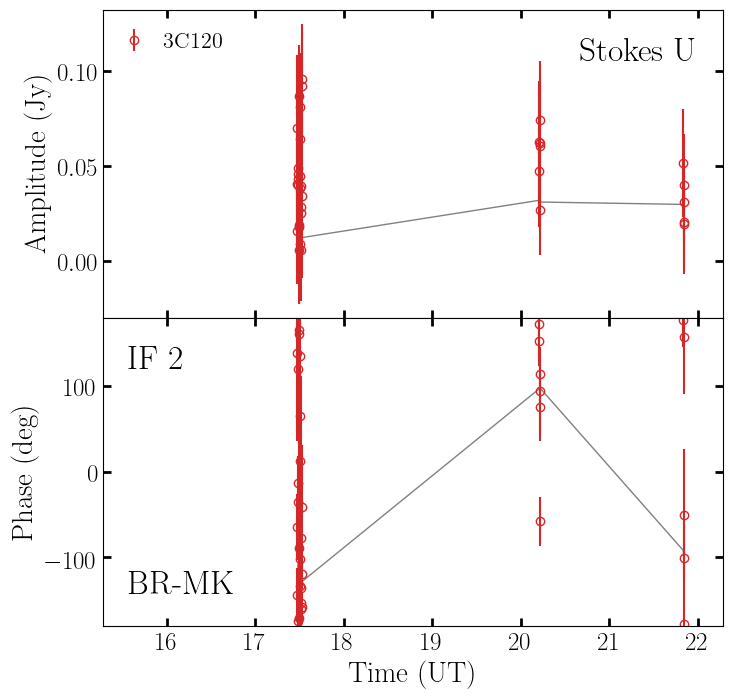 3C120
Stokes U
0.10
0.05
0.00
Amplitude (Jy)
IF 2
100
0
−100
Phase (deg)
BR-MK
16 17 18 19 20 21 22
Time (UT)